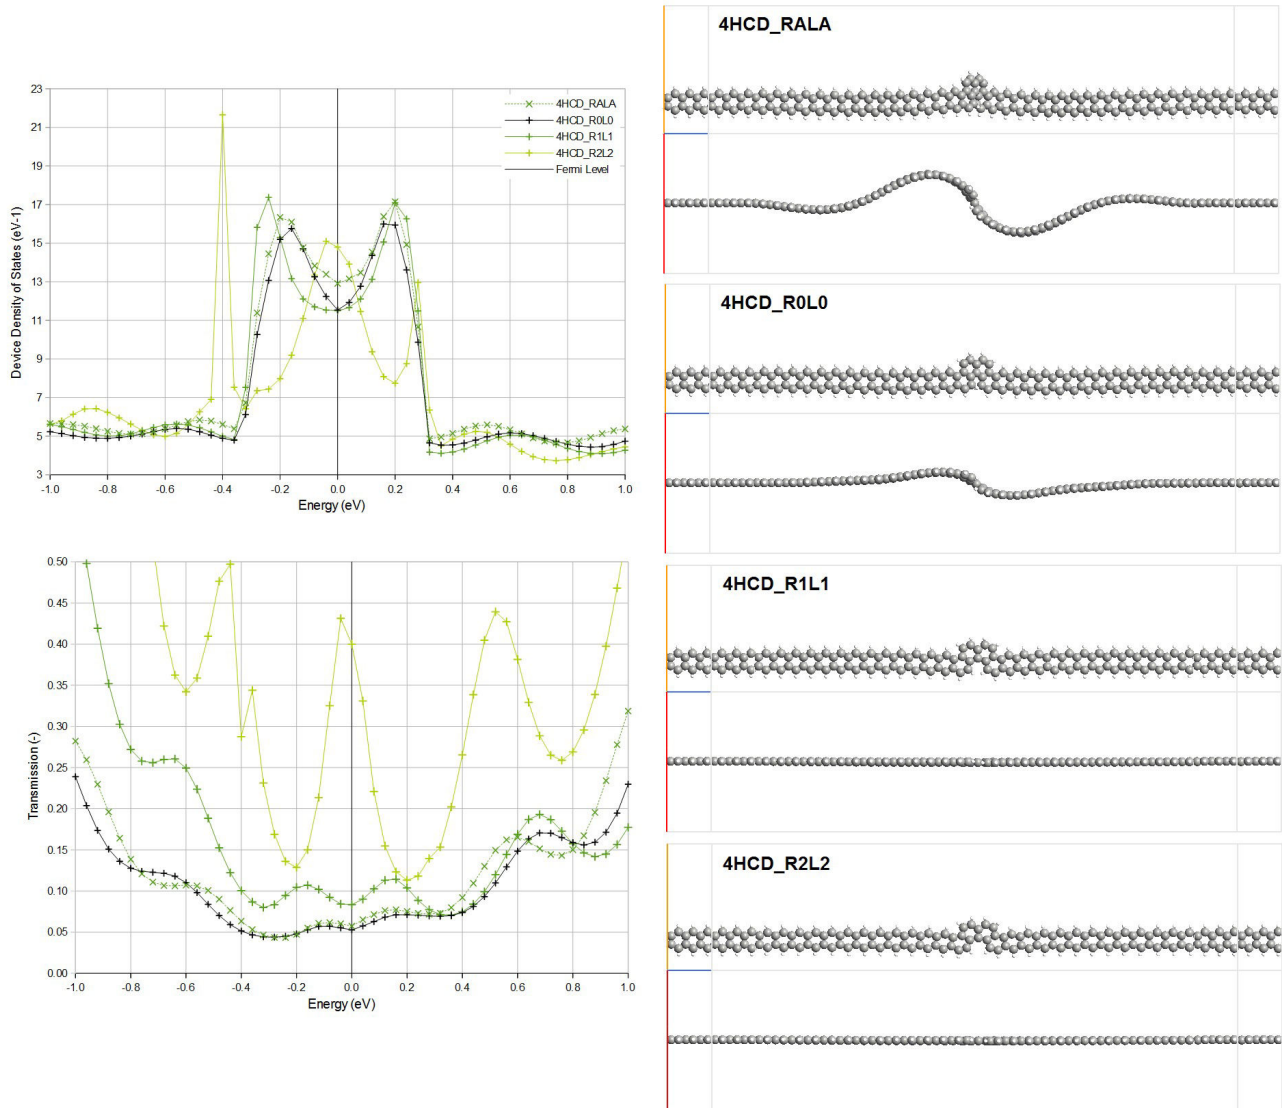 4HCD_RALA
4HCD_R0L0
4HCD_R1L1
4HCD_R2L2
Fermi Level
23
21
19
17
15
13
11
9
7
5
3
-1.0 -0.8 -0.6 -0.4 -0.2 0.0 0.2 0.4 0.6 0.8 1.0
Energy (eV)
Device Density of States (eV-1)
0.50
0.45
0.40
0.35
0.30
0.25
0.20
0.15
0.10
0.05
0.00
-1.0 -0.8 -0.6 -0.4 -0.2 0.0 0.2 0.4 0.6 0.8 1.0
Energy (eV)
Transmission (-)
4HCD_RALA
4HCD_R0L0
4HCD_R1L1
4HCD_R2L2